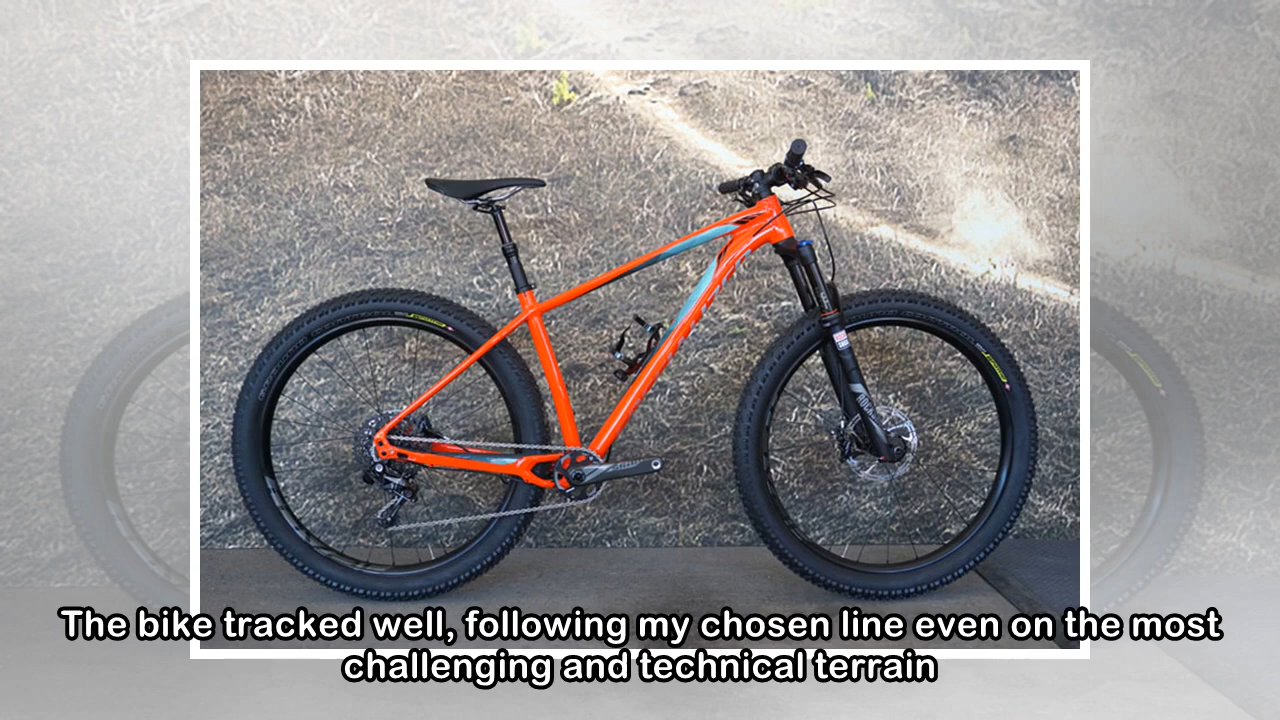 The bike tracked well, following my chosen line even on the most
challenging and technical terrain